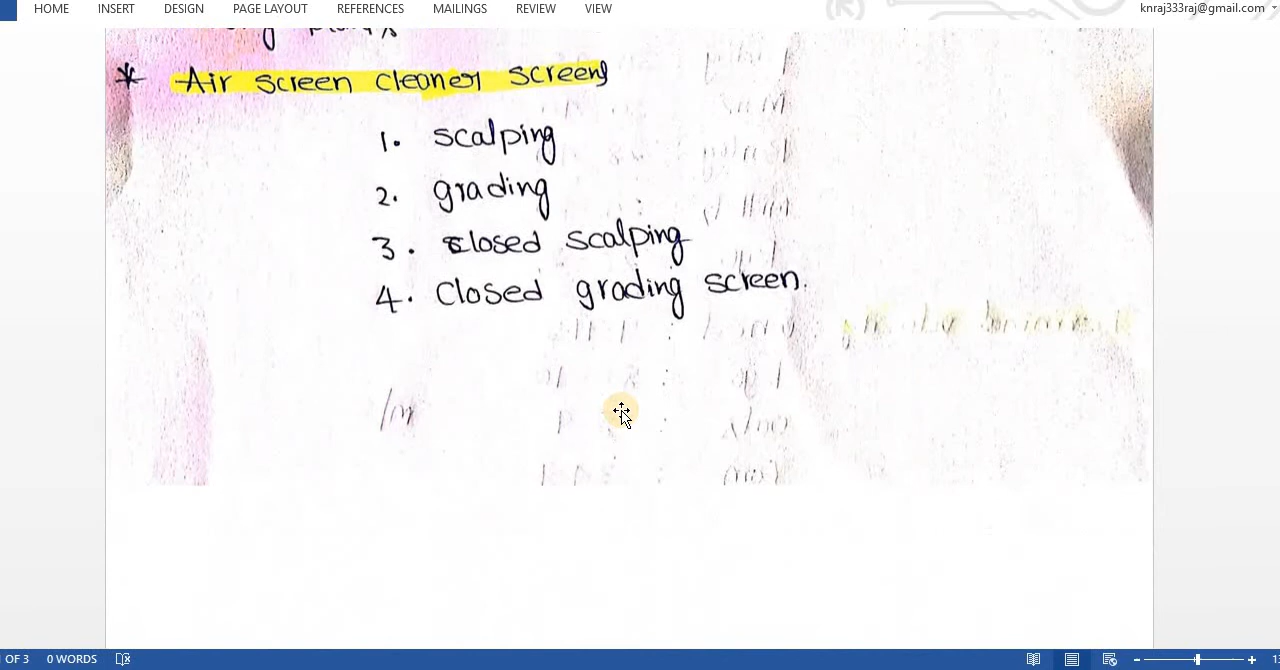 HOME INSERT DESIGN PAGE LAYOUT REFERENCES MAILINGS REVIEW VIEW knraj333raj@gmail.com
* Air screen cleaner screens
1. scalping
2. grading
3. closed scalping
4. closed grading screen.
OF 3 0 WORDS